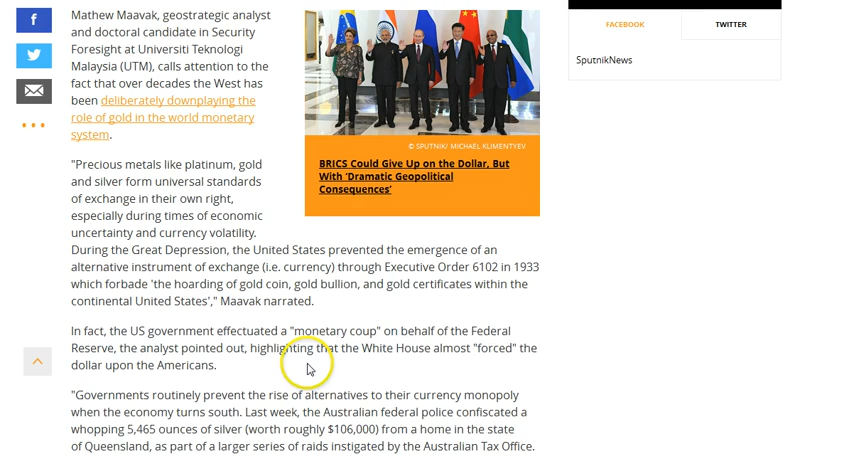 Mathew Maavak, geostrategic analyst
and doctoral candidate in Security
Foresight at Universiti Teknologi
Malaysia (UTM), calls attention to the
fact that over decades the West has
been deliberately downplaying the
role of gold in the world monetary
system.
"Precious metals like platinum, gold
and silver form universal standards
of exchange in their own right,
especially during times of economic
uncertainty and currency volatility.
During the Great Depression, the United States prevented the emergence of an
alternative instrument of exchange (i.e. currency) through Executive Order 6102 in 1933
which forbade 'the hoarding of gold coin, gold bullion, and gold certificates within the
continental United States'," Maavak narrated.
In fact, the US government effectuated a "monetary coup" on behalf of the Federal
Reserve, the analyst pointed out, highlighting that the White House almost "forced" the
dollar upon the Americans.
"Governments routinely prevent the rise of alternatives to their currency monopoly
when the economy turns south. Last week, the Australian federal police confiscated a
whopping 5,465 ounces of silver (worth roughly $106,000) from a home in the state
of Queensland, as part of a larger series of raids instigated by the Australian Tax Office.
© SPUTNIK/ MICHAEL KLIMENTYEV
BRICS Could Give Up on the Dollar, But
With 'Dramatic Geopolitical
Consequences'
FACEBOOK
TWITTER
SputnikNews